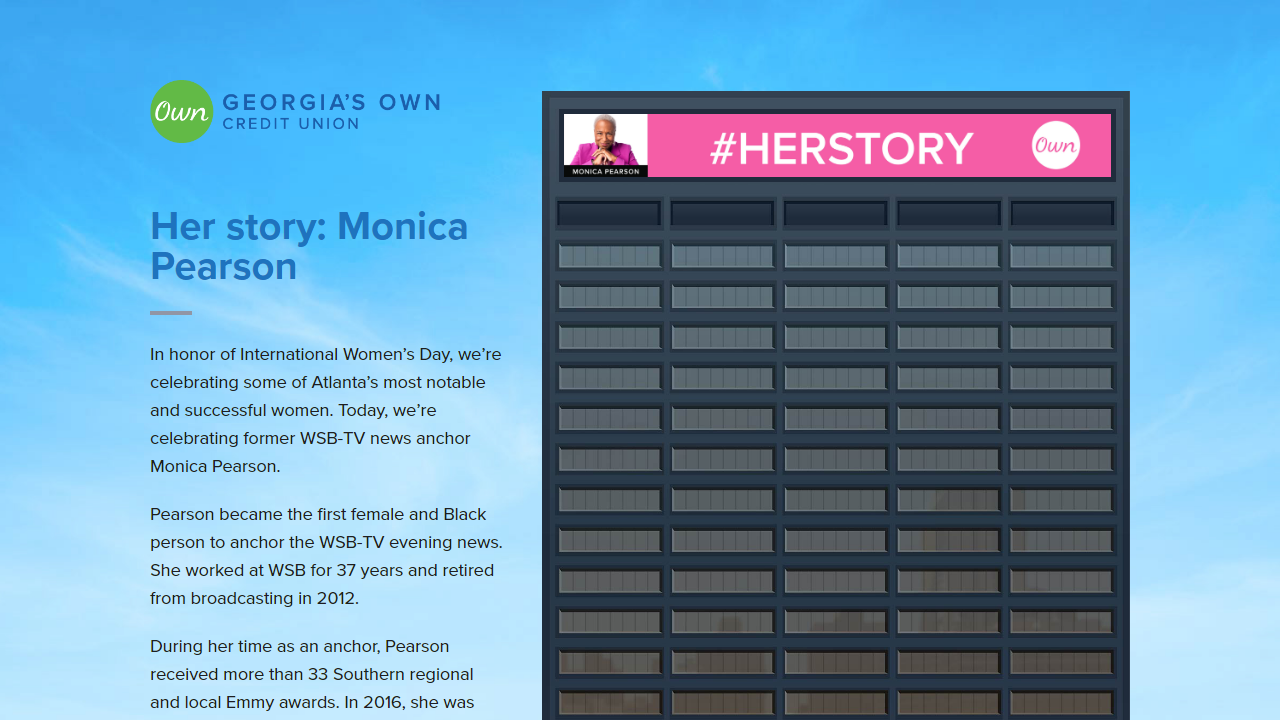 Own
GEORGIA'S OWN
CREDIT UNION
Her story: Monica
Pearson
In honor of International Women’s Day, we’re
celebrating some of Atlanta’s most notable
and successful women. Today, we’re
celebrating former WSB-TV news anchor
Monica Pearson.
Pearson became the first female and Black
person to anchor the WSB-TV evening news.
She worked at WSB for 37 years and retired
from broadcasting in 2012.
During her time as an anchor, Pearson
received more than 33 Southern regional
and local Emmy awards. In 2016, she was
MONICA PEARSON
#HERSTORY
Own